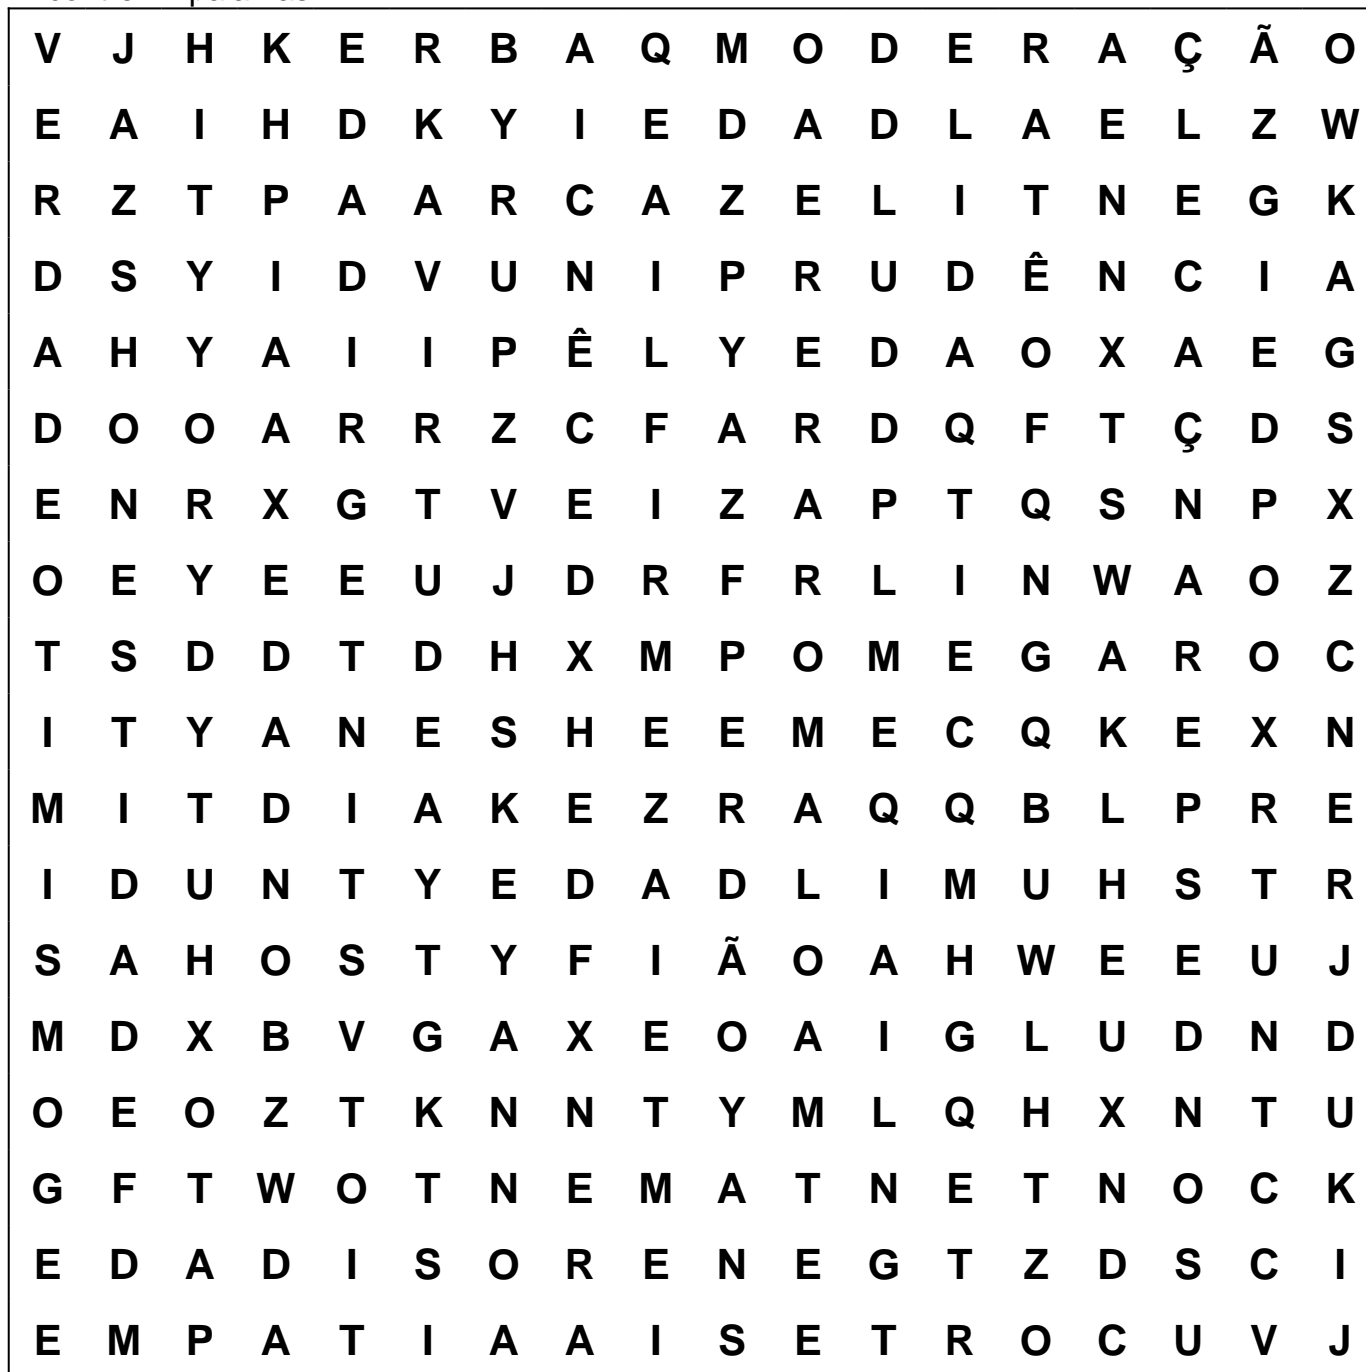 V J H K E R B A Q M O D E R A Ç Ã O
E A I H D K Y I E D A D L A E L Z W
R Z T P A A R C A Z E L I T N E G K
D S Y I D V U N I P R U D Ê N C I A
A H Y A I I P Ê L Y E D A O X A E G
D O O A R R Z C F A R D Q F T Ç D S
E N R X G T V E I Z A P T Q S N P X
O E Y E E U J D R F R L I N W A O Z
T S D D T D H X M P O M E G A R O C
I T Y A N E S H E E M E C Q K E X N
M I T D I A K E Z R A Q Q B L P R E
I D U N T Y E D A D L I M U H S T R
S A H O S T Y F I Ã O A H W E E U J
M D X B V G A X E O A I G L U D N D
O E O Z T K N N T Y M L Q H X N T U
G F T W O T N E M A T N E T N O C K
E D A D I S O R E N E G T Z D S C I
E M P A T I A A I S E T R O C U V J